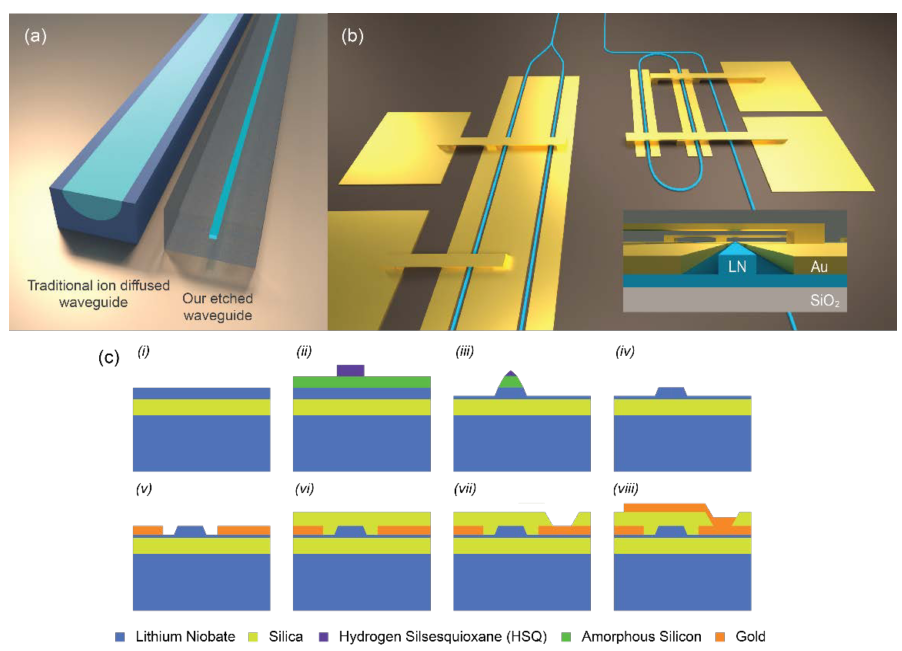 (a)
(b)
Traditional ion diffused
waveguide
Our etched
waveguide
LN
Au
SiO₂
(c)
(i)
(ii)
(iii)
(iv)
(v)
(vi)
(vii)
(viii)
Lithium Niobate
Silica
Hydrogen Silsesquioxane (HSQ)
Amorphous Silicon
Gold